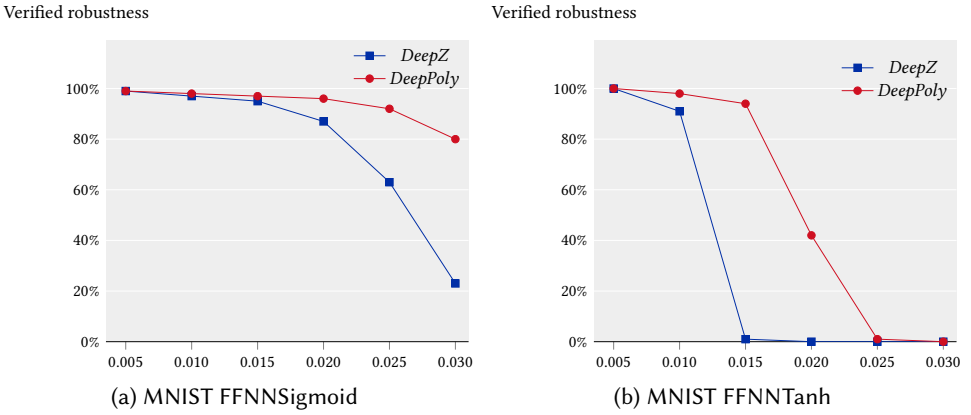 Verified robustness
DeepZ
DeepPoly
100%
80%
60%
40%
20%
0%
0.005 0.010 0.015 0.020 0.025 0.030
(a) MNIST FFNNSigmoid
Verified robustness
DeepZ
DeepPoly
100%
80%
60%
40%
20%
0%
0.005 0.010 0.015 0.020 0.025 0.030
(b) MNIST FFNNTanh